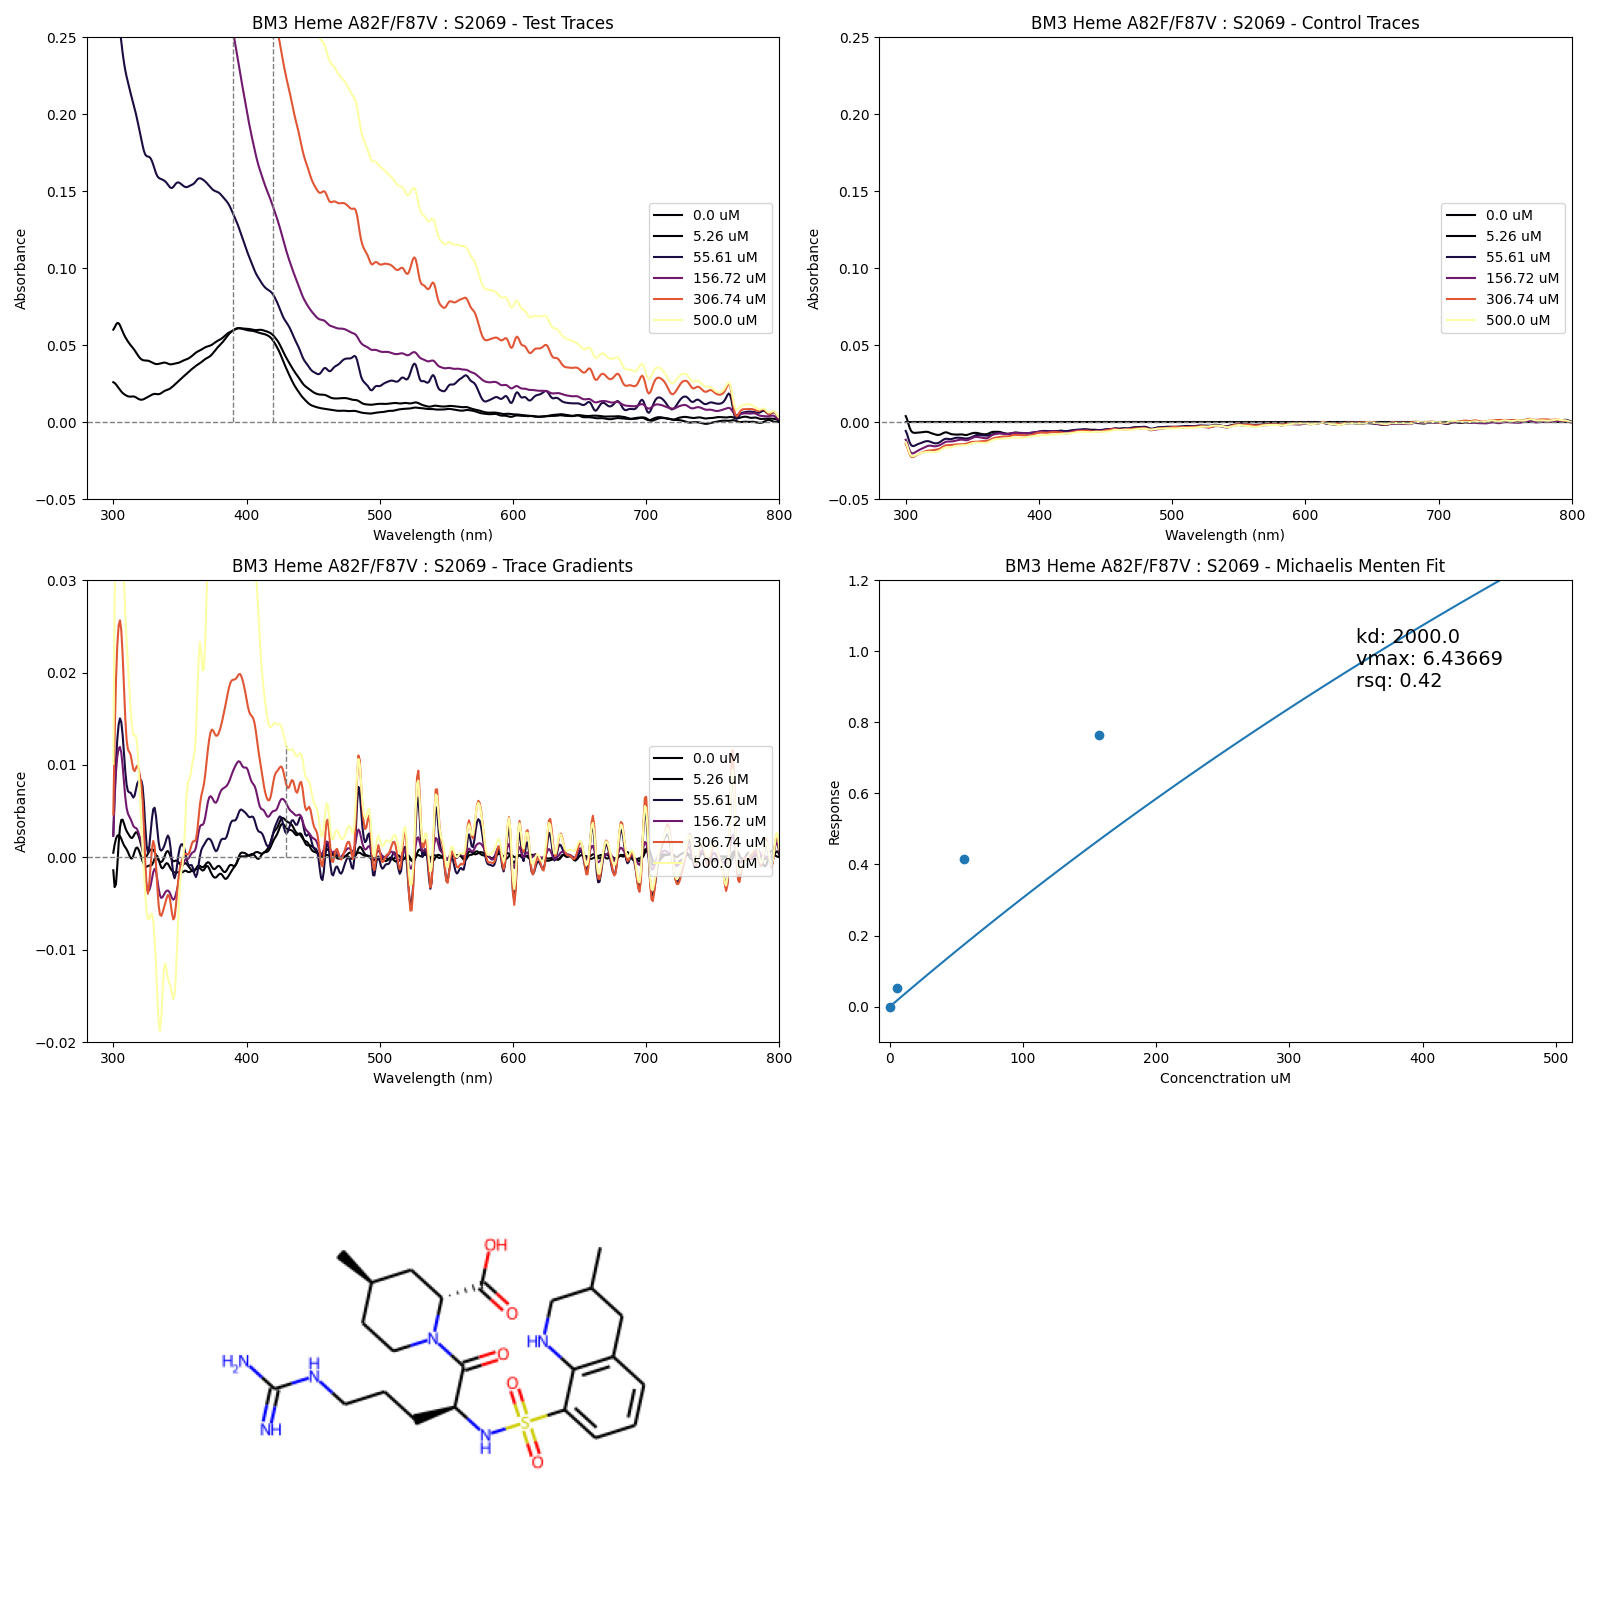 BM3 Heme A82F/F87V : S2069 - Test Traces
0.25
0.20
0.15
0.10
0.05
0.00
−0.05
Absorbance
300 400 500 600 700 800
Wavelength (nm)
0.0 uM
5.26 uM
55.61 uM
156.72 uM
306.74 uM
500.0 uM
BM3 Heme A82F/F87V : S2069 - Control Traces
0.25
0.20
0.15
0.10
0.05
0.00
−0.05
Absorbance
300 400 500 600 700 800
Wavelength (nm)
0.0 uM
5.26 uM
55.61 uM
156.72 uM
306.74 uM
500.0 uM
BM3 Heme A82F/F87V : S2069 - Trace Gradients
0.03
0.02
0.01
0.00
−0.01
−0.02
Absorbance
300 400 500 600 700 800
Wavelength (nm)
0.0 uM
5.26 uM
55.61 uM
156.72 uM
306.74 uM
500.0 uM
BM3 Heme A82F/F87V : S2069 - Michaelis Menten Fit
1.2
1.0
0.8
0.6
0.4
0.2
0.0
Response
0 100 200 300 400 500
Concenctration uM
kd: 2000.0
vmax: 6.43669
rsq: 0.42
OH
O
HN
N
O
H2N
H
N
O
NH
S
N
H
O